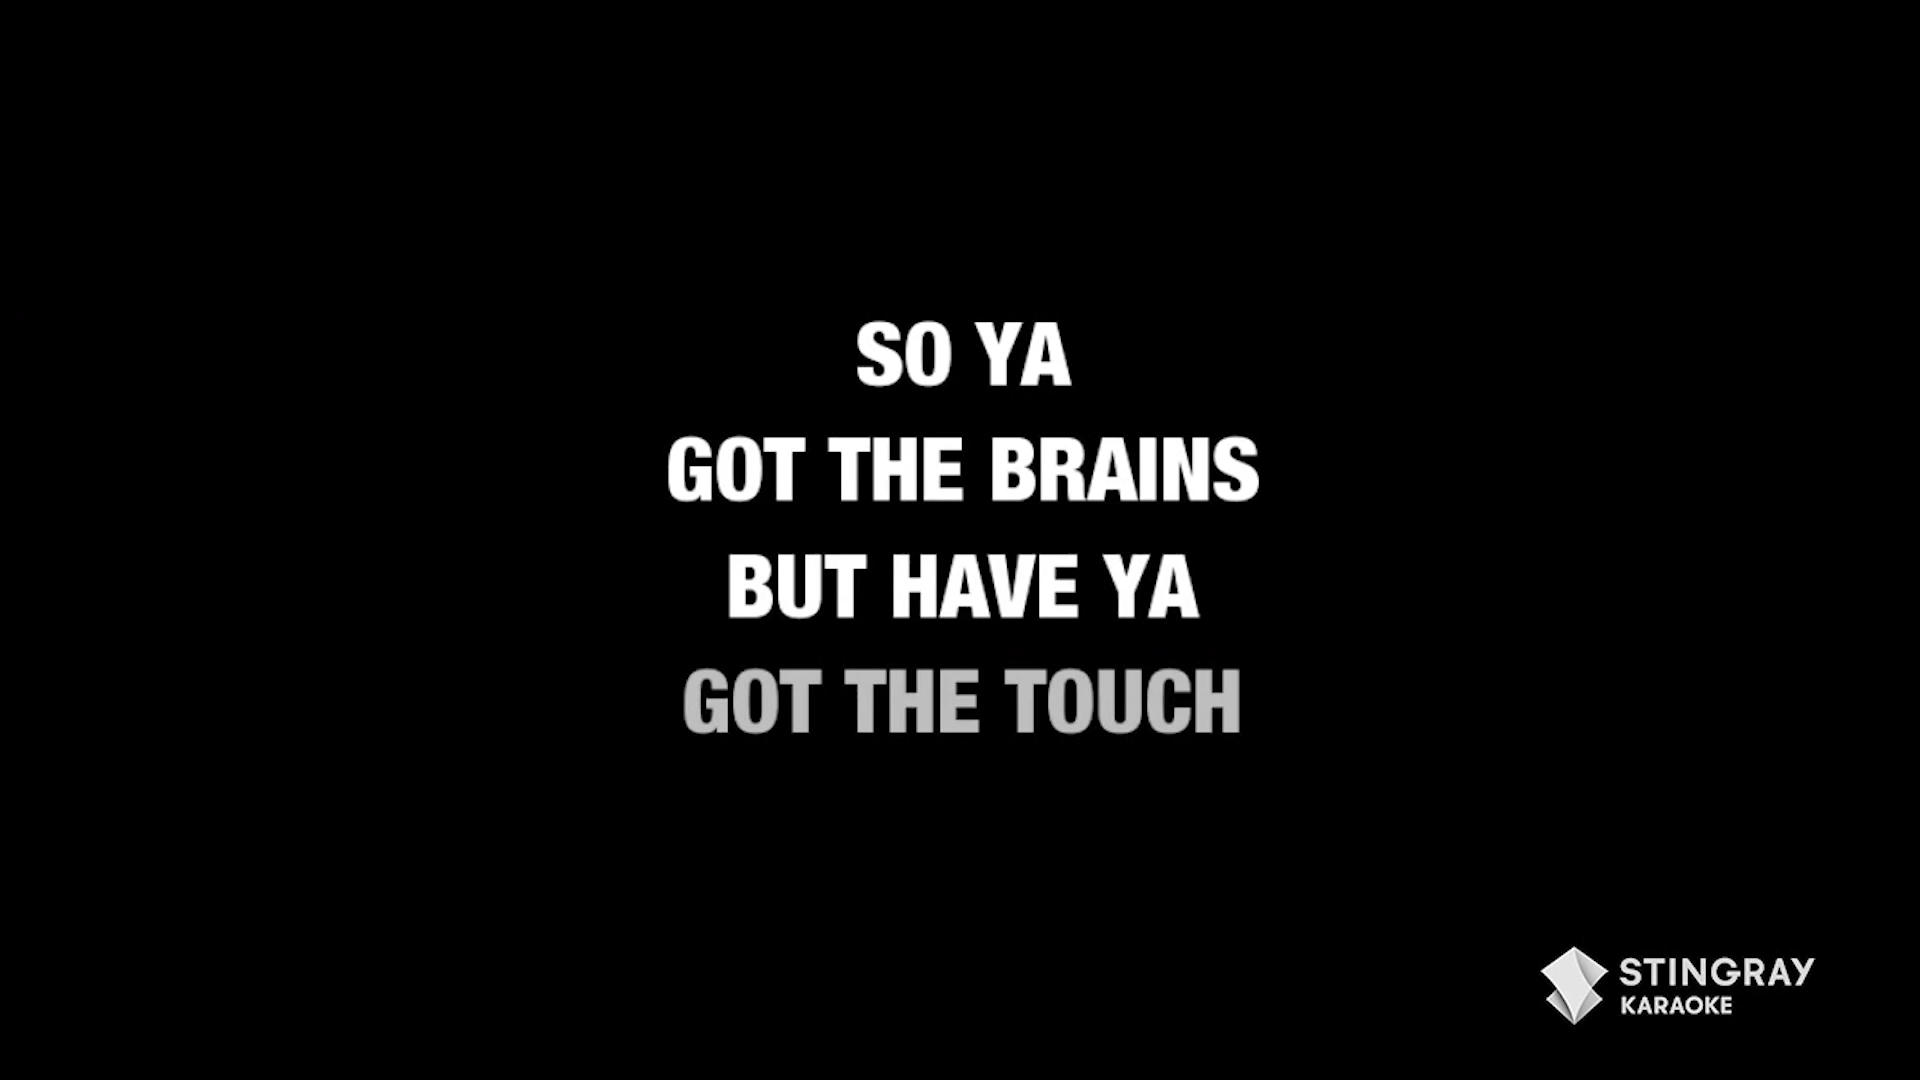 SO YA
GOT THE BRAINS
BUT HAVE YA
GOT THE TOUCH
STINGRAY
KARAOKE